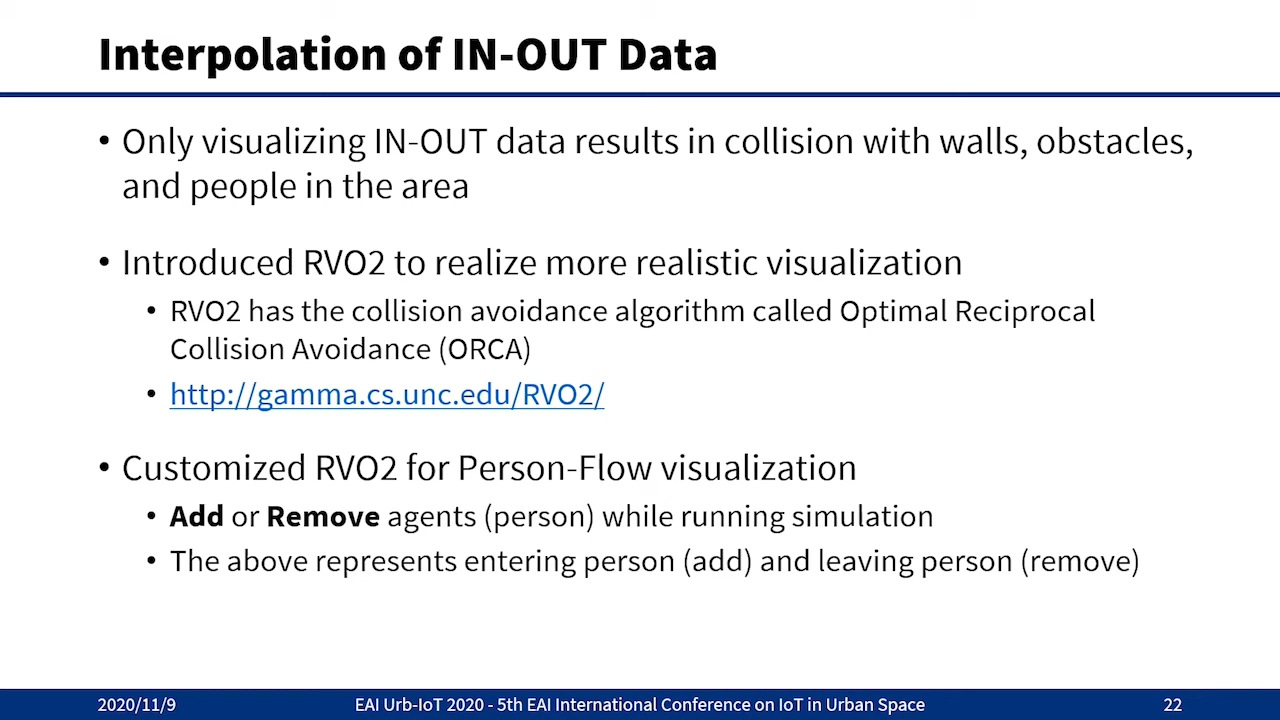 Interpolation of IN-OUT Data
• Only visualizing IN-OUT data results in collision with walls, obstacles,
and people in the area
• Introduced RVO2 to realize more realistic visualization
• RVO2 has the collision avoidance algorithm called Optimal Reciprocal
Collision Avoidance (ORCA)
• http://gamma.cs.unc.edu/RVO2/
• Customized RVO2 for Person-Flow visualization
• Add or Remove agents (person) while running simulation
• The above represents entering person (add) and leaving person (remove)
2020/11/9 EAI Urb-IoT 2020 - 5th EAI International Conference on IoT in Urban Space 22